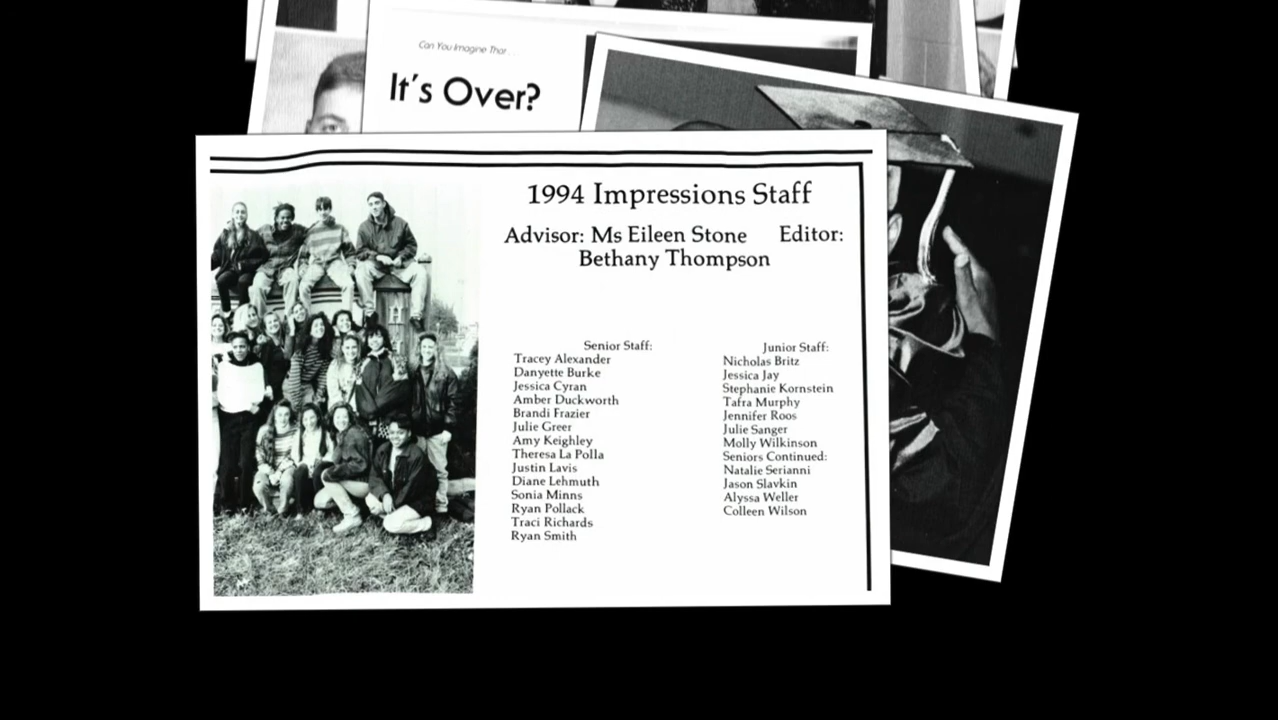 Can You Imagine That . . .
It's Over?
1994 Impressions Staff
Advisor: Ms Eileen Stone Editor:
Bethany Thompson
Senior Staff:
Tracey Alexander
Danyette Burke
Jessica Cyran
Amber Duckworth
Brandi Frazier
Julie Greer
Amy Keighley
Theresa La Polla
Justin Lavis
Diane Lehmuth
Sonia Minns
Ryan Pollack
Traci Richards
Ryan Smith
Junior Staff:
Nicholas Britz
Jessica Jay
Stephanie Kornstein
Tafra Murphy
Jennifer Roos
Julie Sanger
Molly Wilkinson
Seniors Continued:
Natalie Serianni
Jason Slavkin
Alyssa Weller
Colleen Wilson